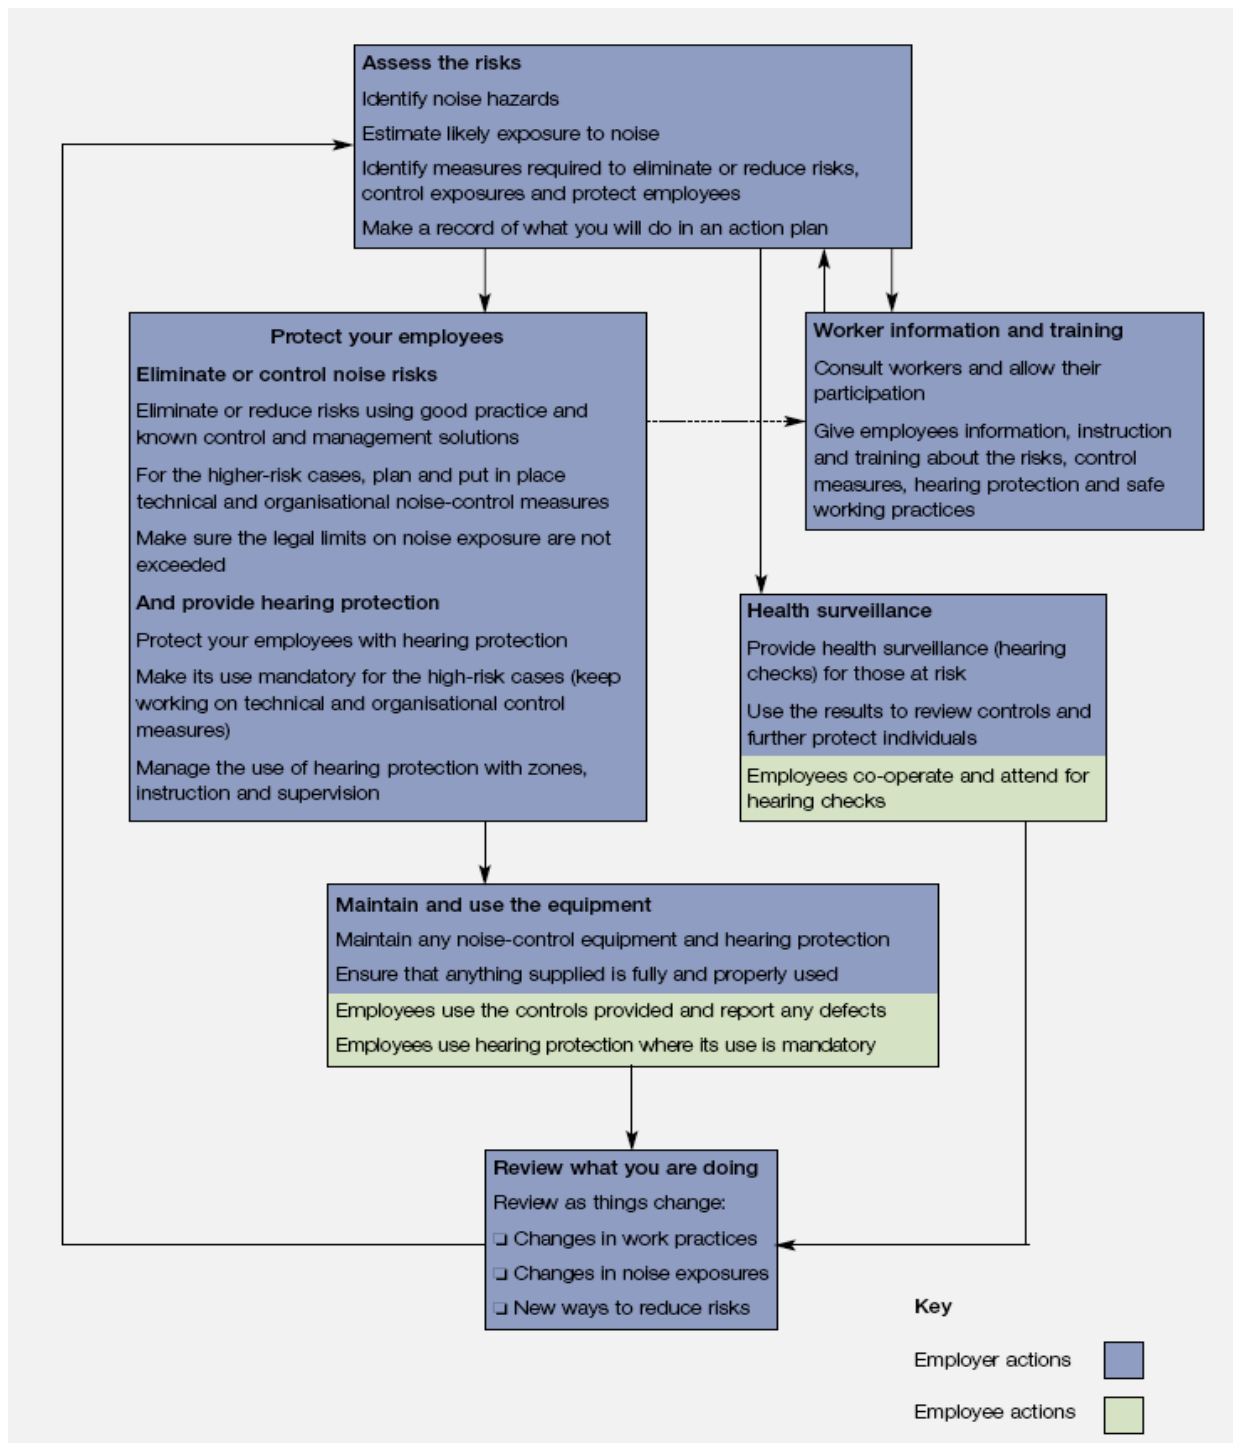 Assess the risks
Identify noise hazards
Estimate likely exposure to noise
Identify measures required to eliminate or reduce risks,
control exposures and protect employees
Make a record of what you will do in an action plan
Protect your employees
Eliminate or control noise risks
Eliminate or reduce risks using good practice and
known control and management solutions
For the higher-risk cases, plan and put in place
technical and organisational noise-control measures
Make sure the legal limits on noise exposure are not
exceeded
And provide hearing protection
Protect your employees with hearing protection
Make its use mandatory for the high-risk cases (keep
working on technical and organisational control
measures)
Manage the use of hearing protection with zones,
instruction and supervision
Worker information and training
Consult workers and allow their
participation
Give employees information, instruction
and training about the risks, control
measures, hearing protection and safe
working practices
Health surveillance
Provide health surveillance (hearing
checks) for those at risk
Use the results to review controls and
further protect individuals
Employees co-operate and attend for
hearing checks
Maintain and use the equipment
Maintain any noise-control equipment and hearing protection
Ensure that anything supplied is fully and properly used
Employees use the controls provided and report any defects
Employees use hearing protection where its use is mandatory
Review what you are doing
Review as things change:
❑ Changes in work practices
❑ Changes in noise exposures
❑ New ways to reduce risks
Key
Employer actions
Employee actions